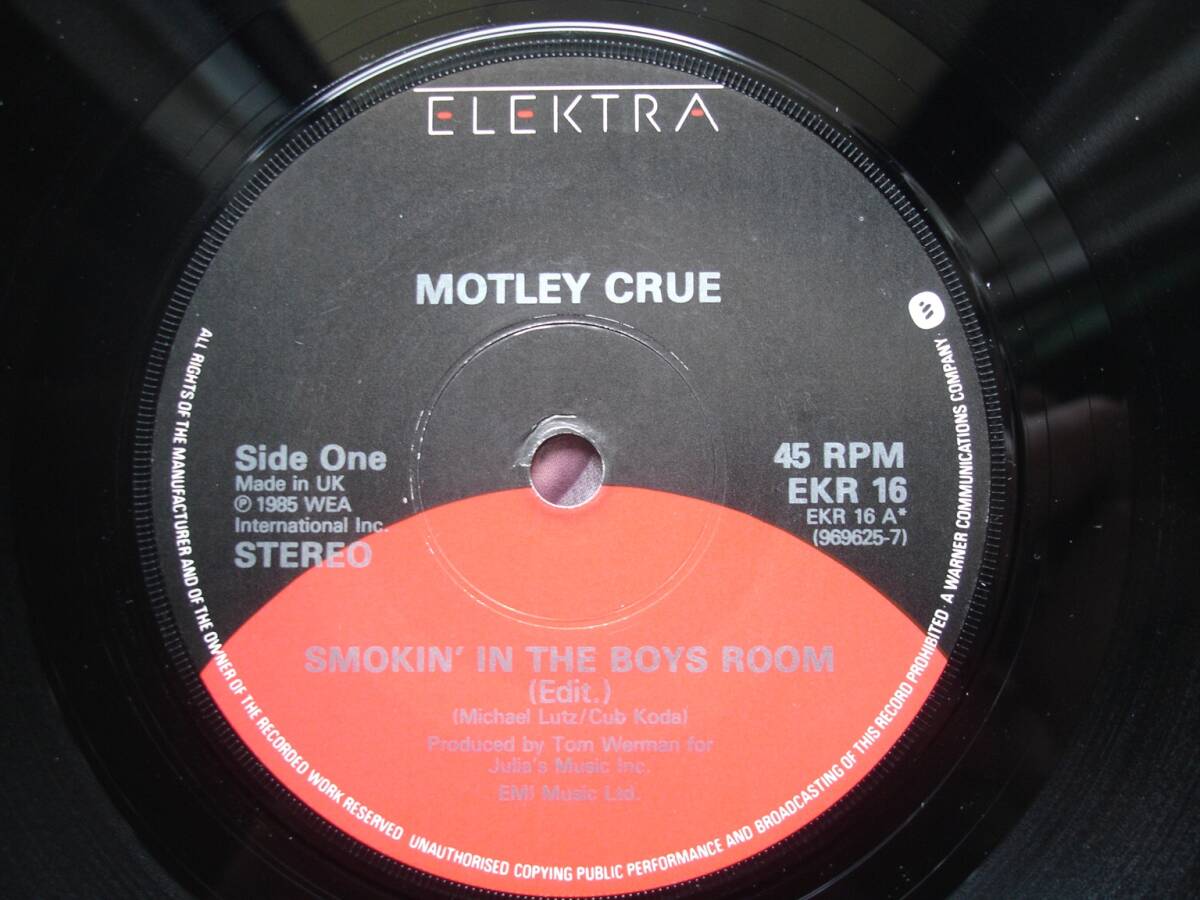 ELEKTRA
MOTLEY CRUE
Side One
Made in UK
℗ 1985 WEA
International Inc.
STEREO
45 RPM
EKR 16
EKR 16 A*
(969625-7)
SMOKIN' IN THE BOYS ROOM
(Edit.)
(Michael Lutz/Cub Koda)
Produced by Tom Werman for
Julia's Music Inc.
EMI Music Ltd.
ALL RIGHTS OF THE MANUFACTURER AND OF THE OWNER OF THE RECORDED WORK RESERVED UNAUTHORISED COPYING PUBLIC PERFORMANCE AND BROADCASTING OF THIS RECORD PROHIBITED · A WARNER COMMUNICATIONS COMPANY ·